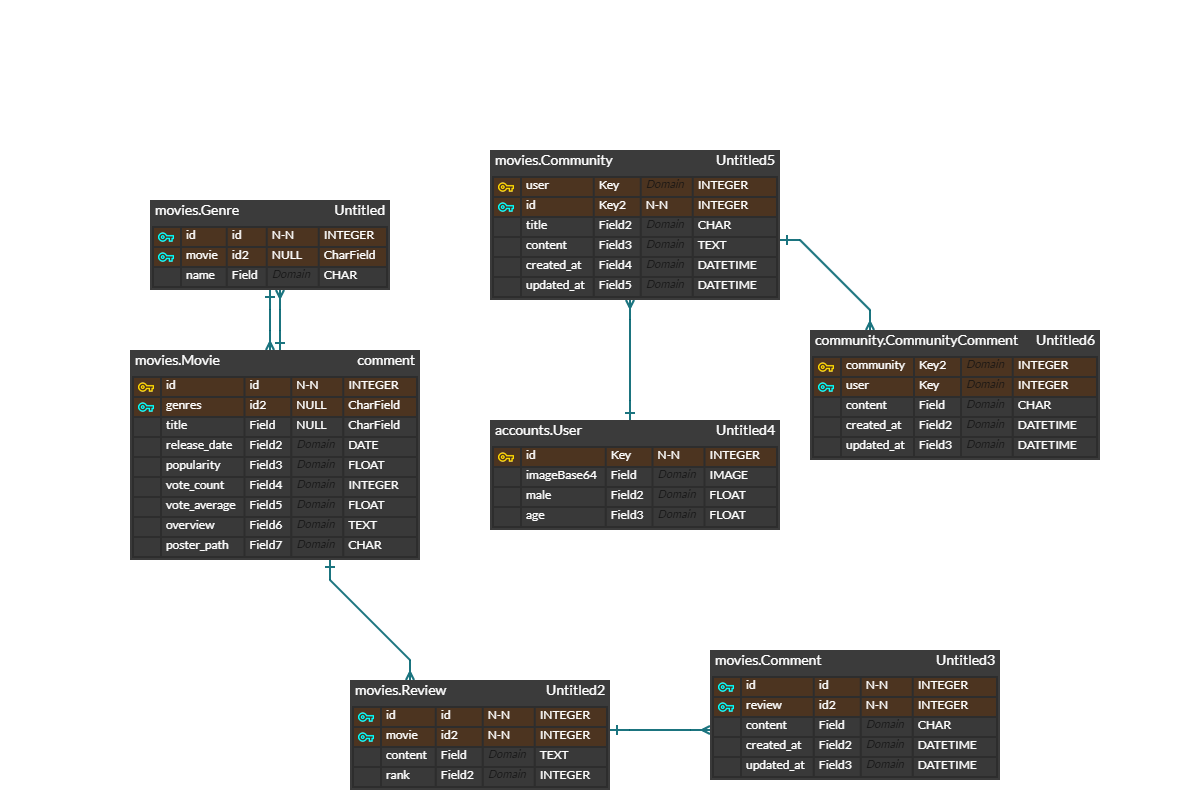 movies.Community Untitled5
user Key Domain INTEGER
id Key2 N-N INTEGER
title Field2 Domain CHAR
content Field3 Domain TEXT
created_at Field4 Domain DATETIME
updated_at Field5 Domain DATETIME
movies.Genre Untitled
id id N-N INTEGER
movie id2 NULL CharField
name Field Domain CHAR
community.CommunityComment Untitled6
community Key2 Domain INTEGER
user Key Domain INTEGER
content Field Domain CHAR
created_at Field2 Domain DATETIME
updated_at Field3 Domain DATETIME
movies.Movie comment
id id N-N INTEGER
genres id2 NULL CharField
title Field NULL CharField
release_date Field2 Domain DATE
popularity Field3 Domain FLOAT
vote_count Field4 Domain INTEGER
vote_average Field5 Domain FLOAT
overview Field6 Domain TEXT
poster_path Field7 Domain CHAR
accounts.User Untitled4
id Key N-N INTEGER
imageBase64 Field Domain IMAGE
male Field2 Domain FLOAT
age Field3 Domain FLOAT
movies.Review Untitled2
id id N-N INTEGER
movie id2 N-N INTEGER
content Field Domain TEXT
rank Field2 Domain INTEGER
movies.Comment Untitled3
id id N-N INTEGER
review id2 N-N INTEGER
content Field Domain CHAR
created_at Field2 Domain DATETIME
updated_at Field3 Domain DATETIME